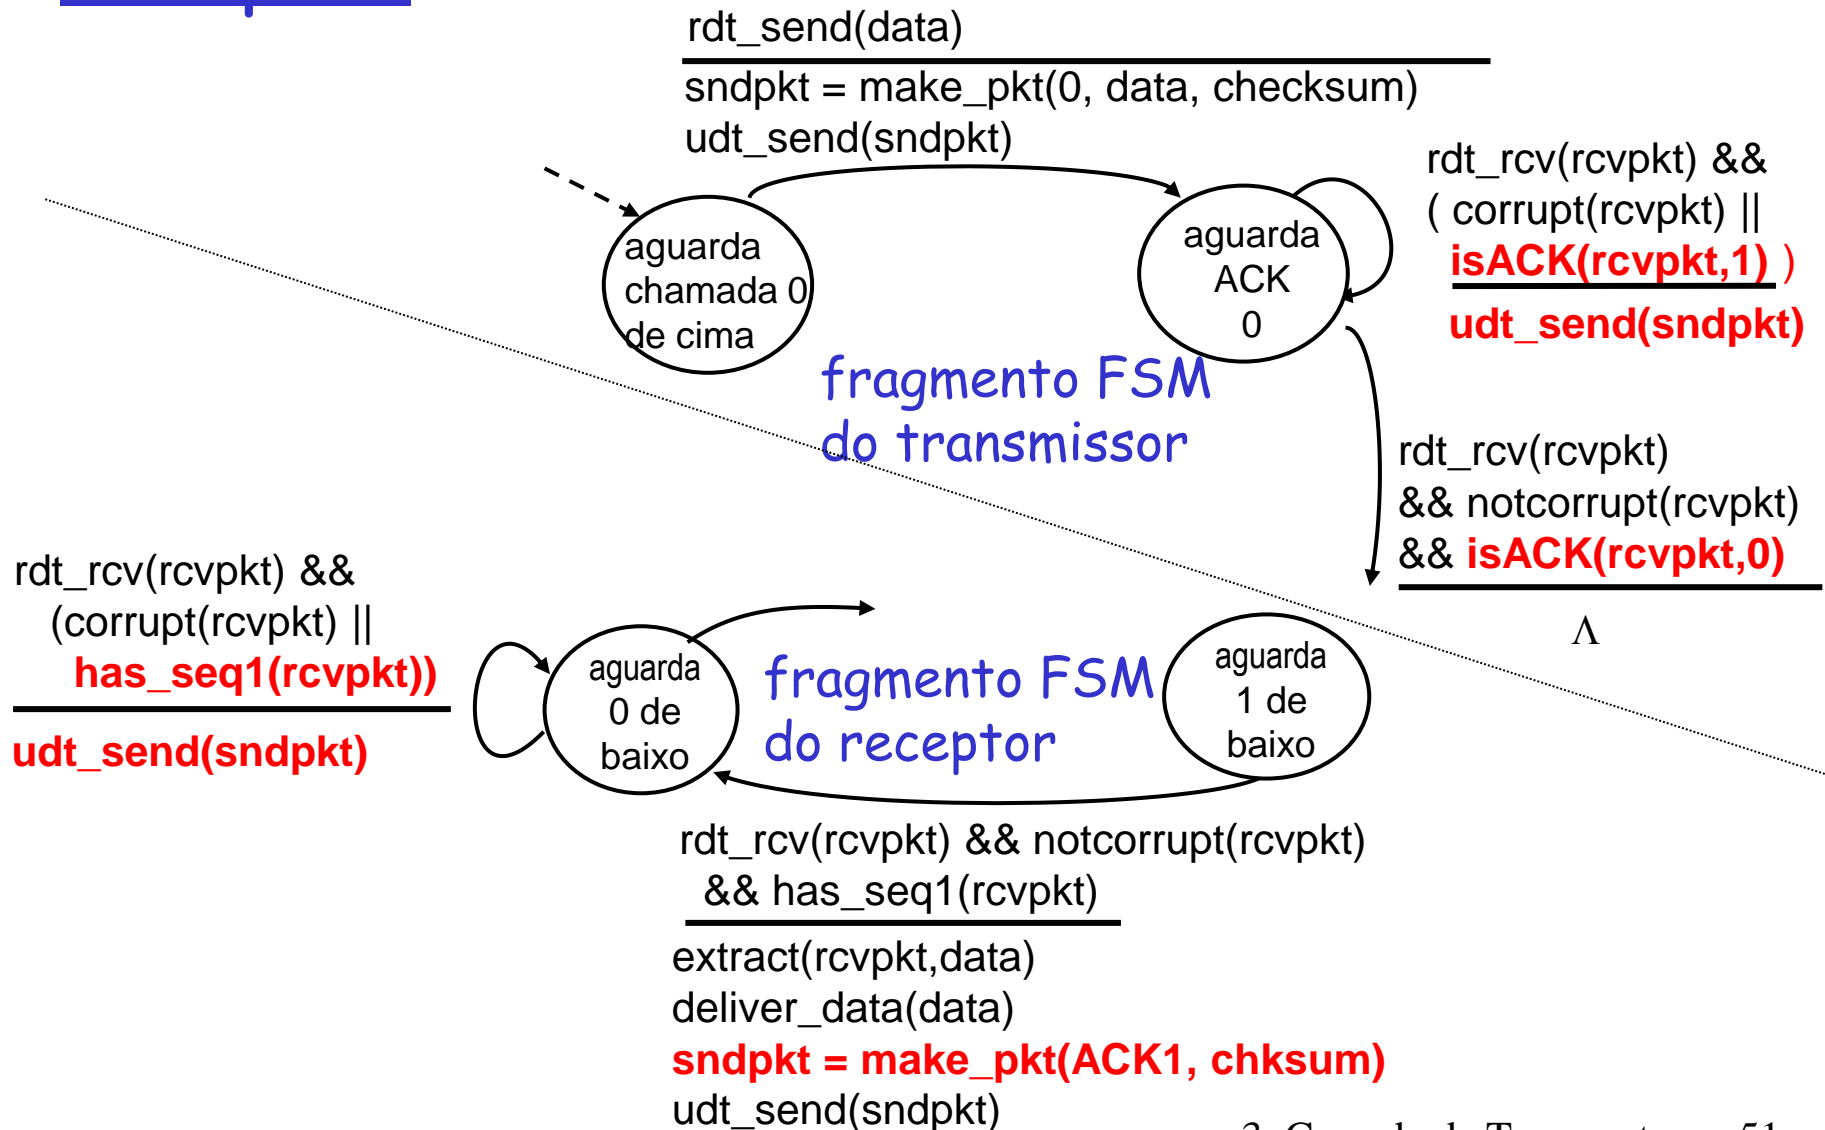 rdt_send(data)
sndpkt = make_pkt(0, data, checksum)
udt_send(sndpkt)
rdt_rcv(rcvpkt) &&
( corrupt(rcvpkt) ||
isACK(rcvpkt,1) )
udt_send(sndpkt)
aguarda
chamada 0
de cima
aguarda
ACK
0
fragmento FSM
do transmissor
rdt_rcv(rcvpkt)
&& notcorrupt(rcvpkt)
&& isACK(rcvpkt,0)
Λ
rdt_rcv(rcvpkt) &&
(corrupt(rcvpkt) ||
has_seq1(rcvpkt))
udt_send(sndpkt)
aguarda
0 de
baixo
fragmento FSM
do receptor
aguarda
1 de
baixo
rdt_rcv(rcvpkt) && notcorrupt(rcvpkt)
&& has_seq1(rcvpkt)
extract(rcvpkt,data)
deliver_data(data)
sndpkt = make_pkt(ACK1, chksum)
udt_send(sndpkt)